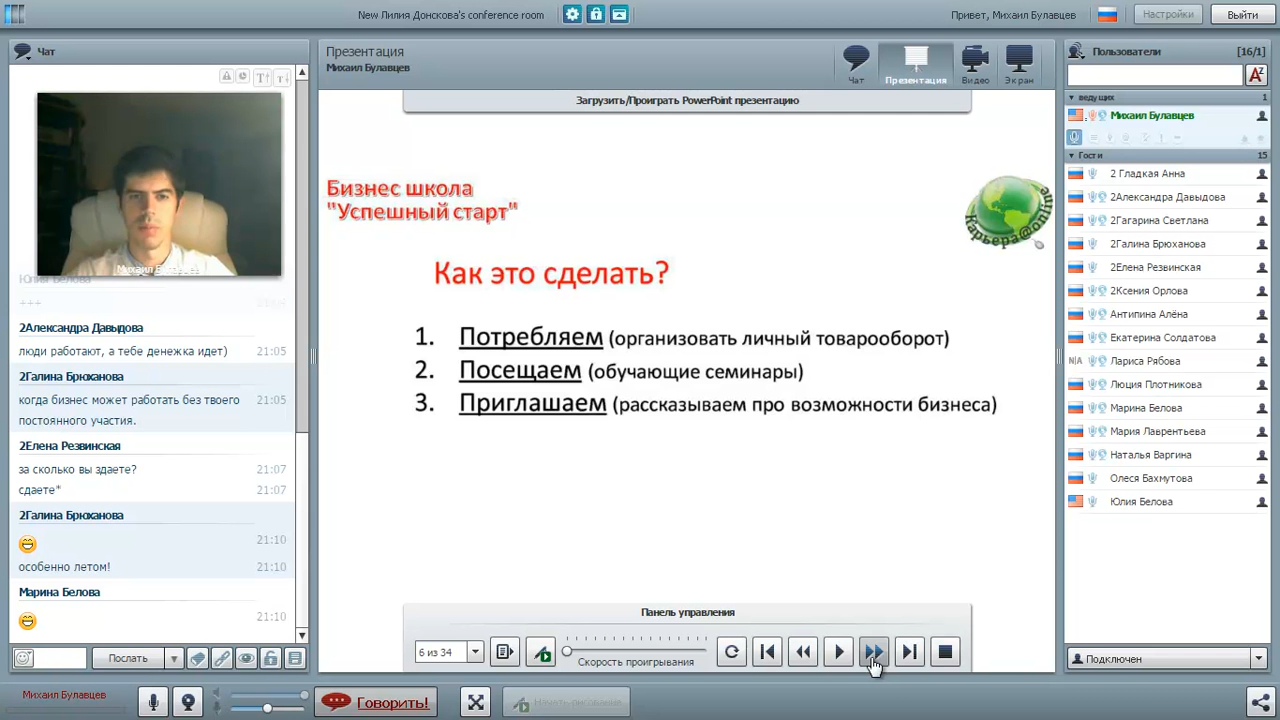 New Лилия Донскова's conference room
Привет, Михаил Булавцев
Настройки
Выйти
Чат
Михаил Булавцев
Юлия Белова
+++
2Александра Давыдова
люди работают, а тебе денежка идет) 21:05
2Галина Брюханова
когда бизнес может работать без твоего 21:05
постоянного участия.
2Елена Резвинская
за сколько вы здаете? 21:07
сдаете* 21:07
2Галина Брюханова
21:10
особенно летом! 21:10
Марина Белова
21:10
Послать
Презентация
Михаил Булавцев
Чат
Презентация
Видео
Экран
Загрузить/Проиграть PowerPoint презентацию
Бизнес школа
"Успешный старт"
Карьера@online
Как это сделать?
1. Потребляем (организовать личный товарооборот)
2. Посещаем (обучающие семинары)
3. Приглашаем (рассказываем про возможности бизнеса)
Панель управления
6 из 34
Скорость проигрывания
Пользователи [16/1]
ведущих 1
Михаил Булавцев
Гости 15
2 Гладкая Анна
2Александра Давыдова
2Гагарина Светлана
2Галина Брюханова
2Елена Резвинская
2Ксения Орлова
Антипина Алёна
Екатерина Солдатова
N/A Лариса Рябова
Люция Плотникова
Марина Белова
Мария Лаврентьева
Наталья Варгина
Олеся Бахмутова
Юлия Белова
Подключен
Михаил Булавцев
Говорить!